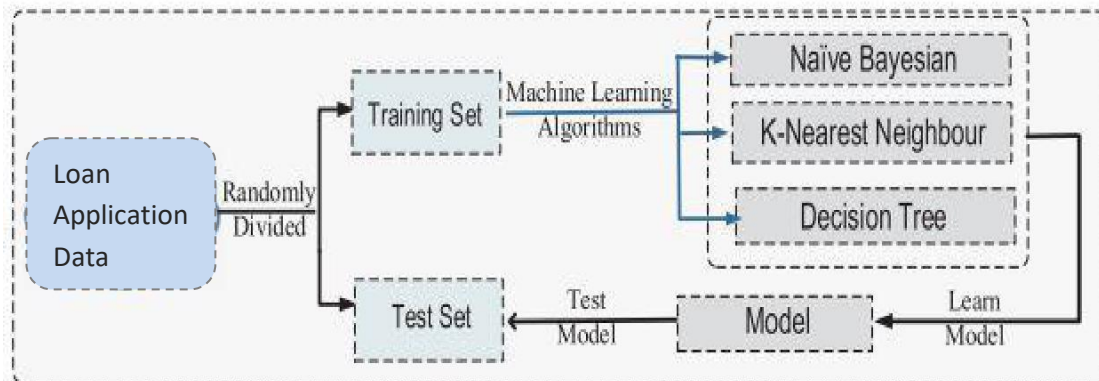 Loan
Application
Data
Randomly
Divided
Training Set
Machine Learning
Algorithms
Naïve Bayesian
K-Nearest Neighbour
Decision Tree
Learn
Model
Model
Test
Model
Test Set